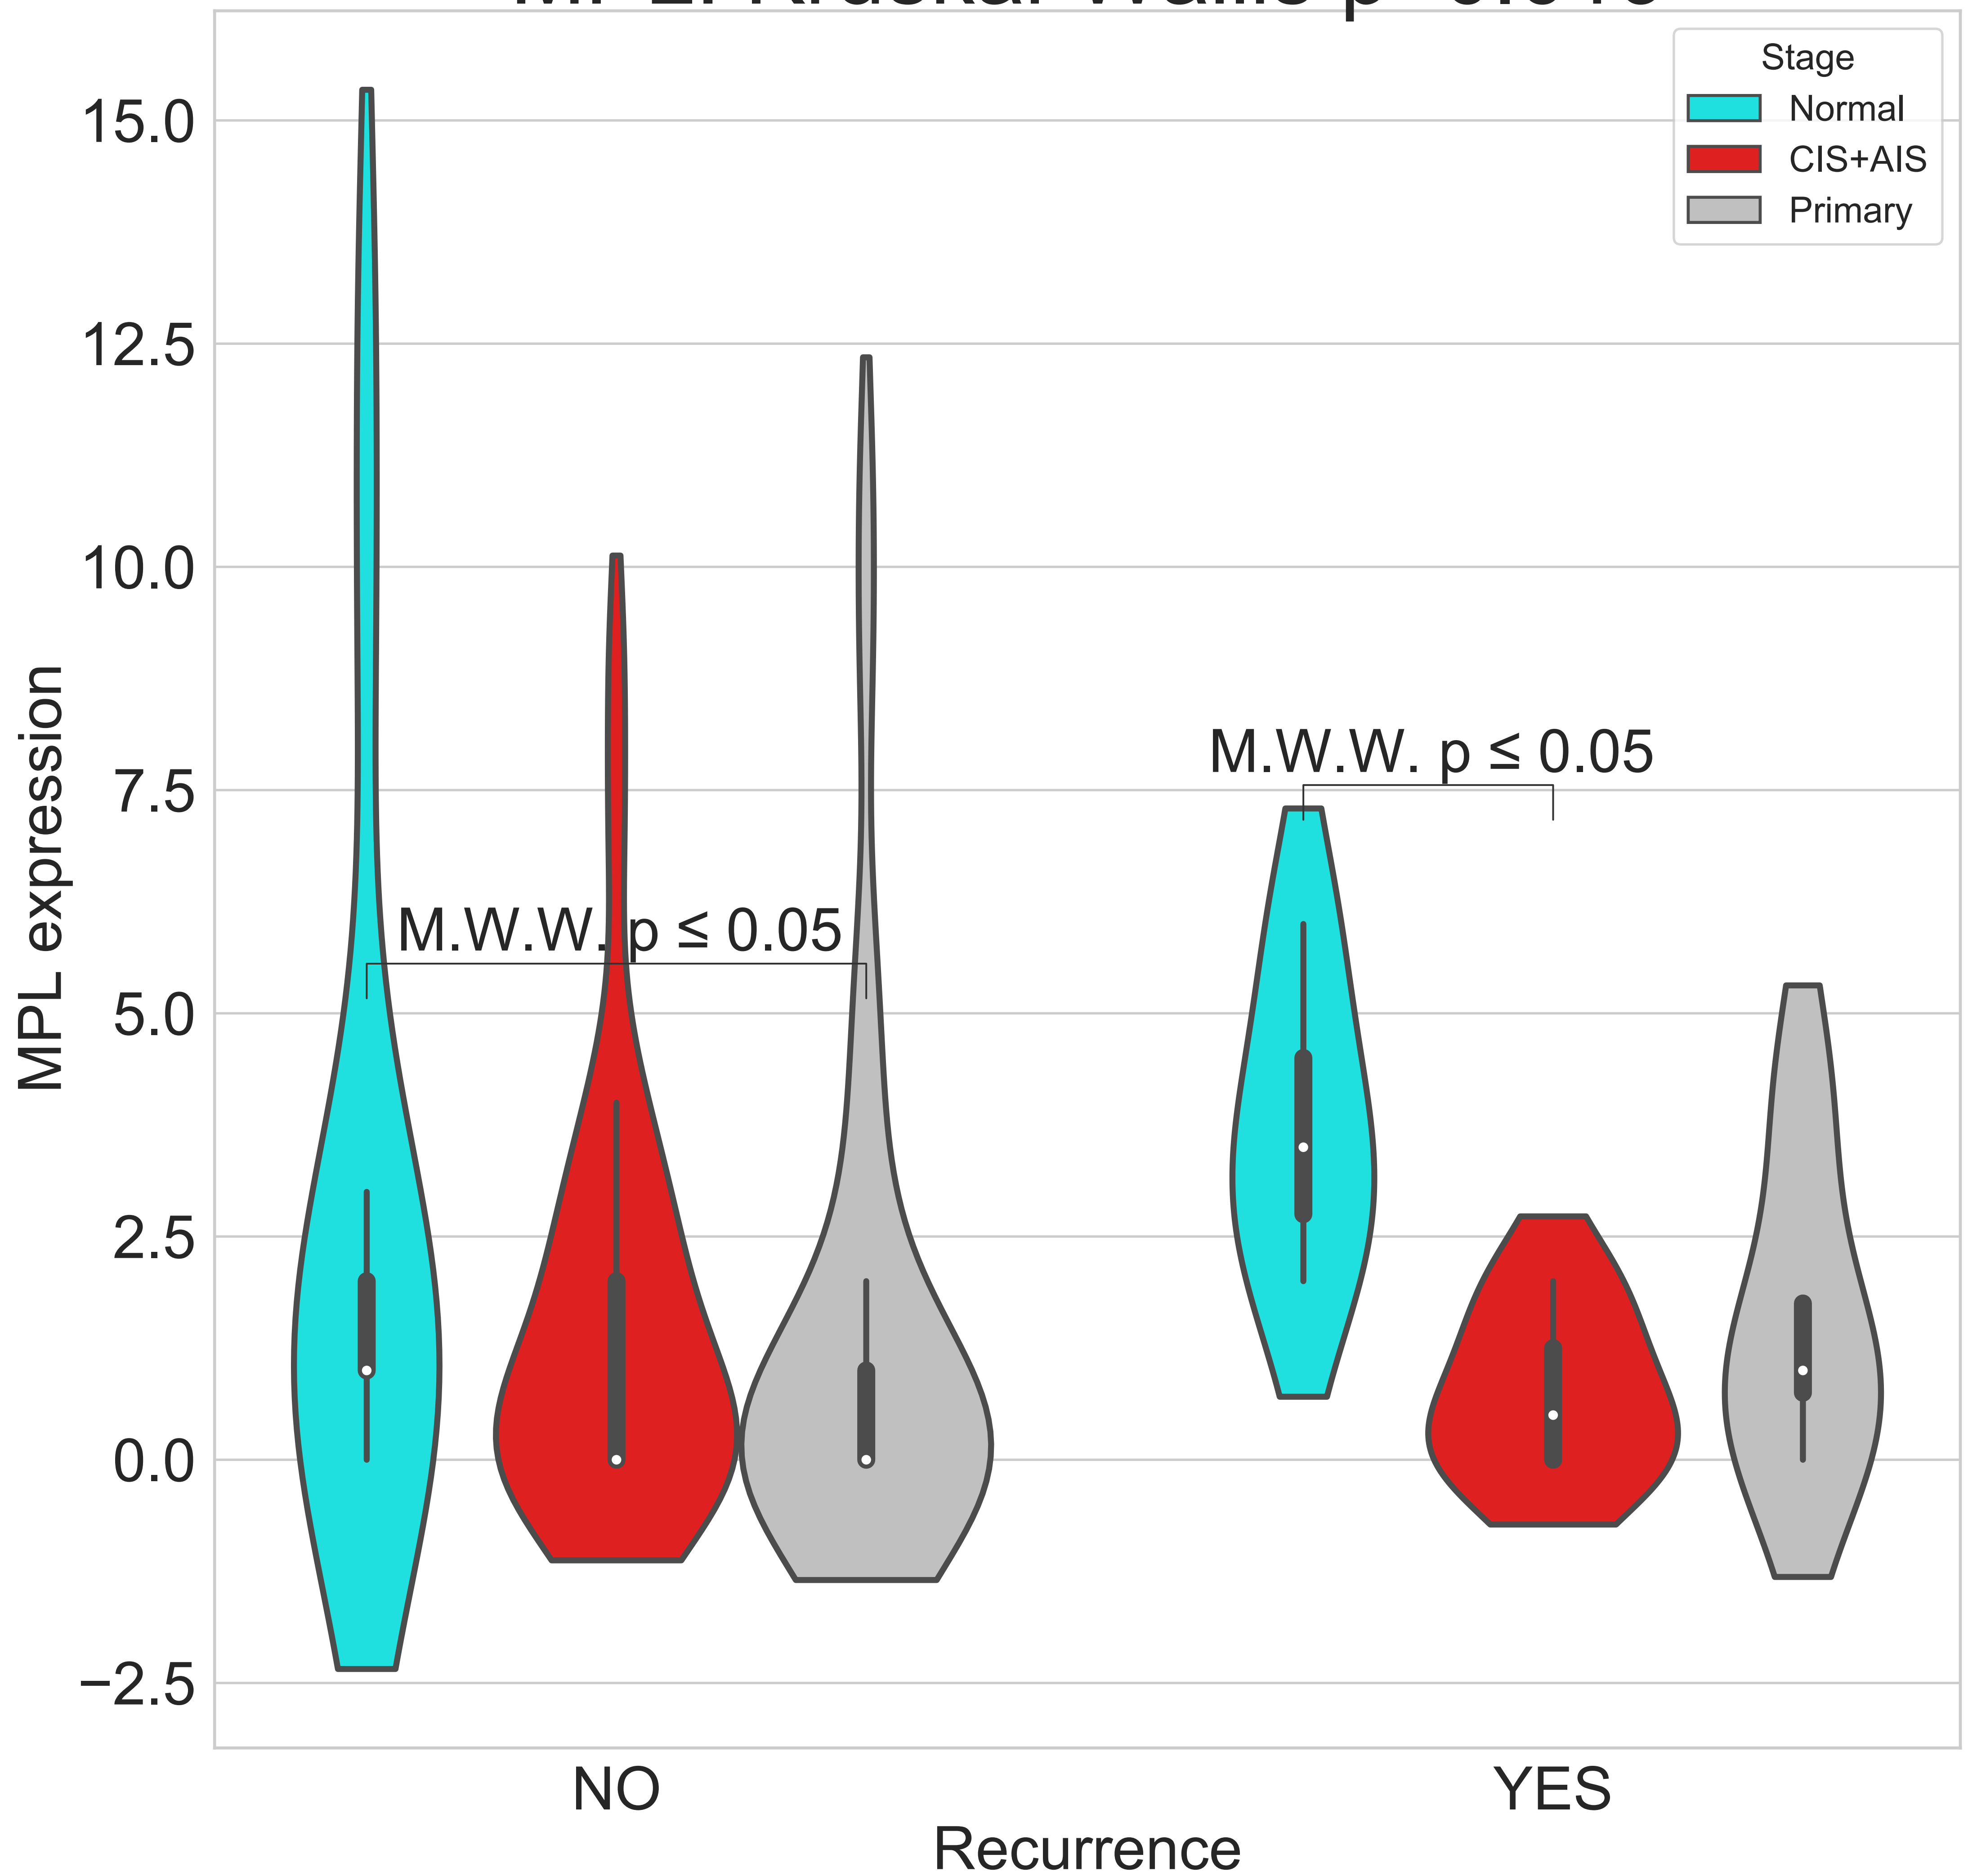 Stage
Normal
CIS+AIS
Primary
15.0
12.5
10.0
7.5
5.0
2.5
0.0
−2.5
MPL expression
M.W.W. p ≤ 0.05
M.W.W. p ≤ 0.05
NO
YES
Recurrence